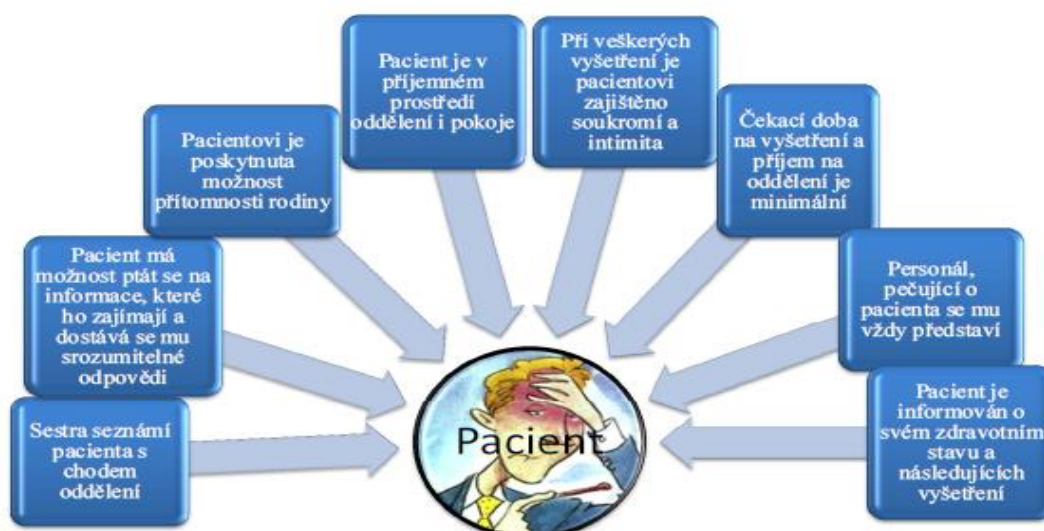 Sestra seznámí
pacienta s
chodem
oddělení
Pacient má
možnost ptát se na
informace, které
ho zajímají a
dostává se mu
srozumitelné
odpovědi
Pacientovi je
poskytnuta
možnost
přítomnosti rodiny
Pacient je v
příjemném
prostředí
oddělení i pokoje
Při veškerých
vyšetření je
pacientovi
zajištěno
soukromí a
intimita
Čekací doba
na vyšetření a
příjem na
oddělení je
minimální
Personál,
pečující o
pacienta se mu
vždy představí
Pacient je
informován o
svém zdravotním
stavu a
následujících
vyšetření
Pacient